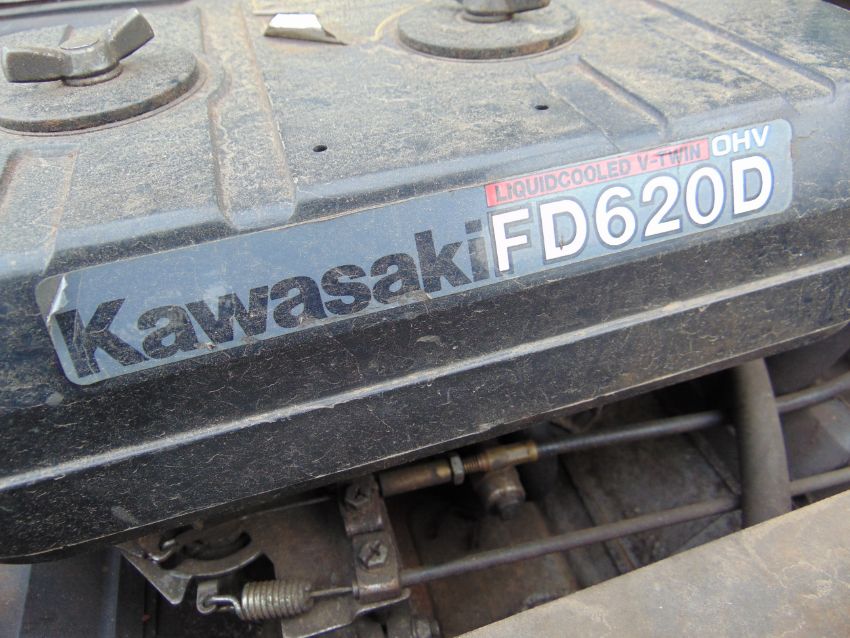 LIQUIDCOOLED V-TWIN OHV
Kawasaki FD620D